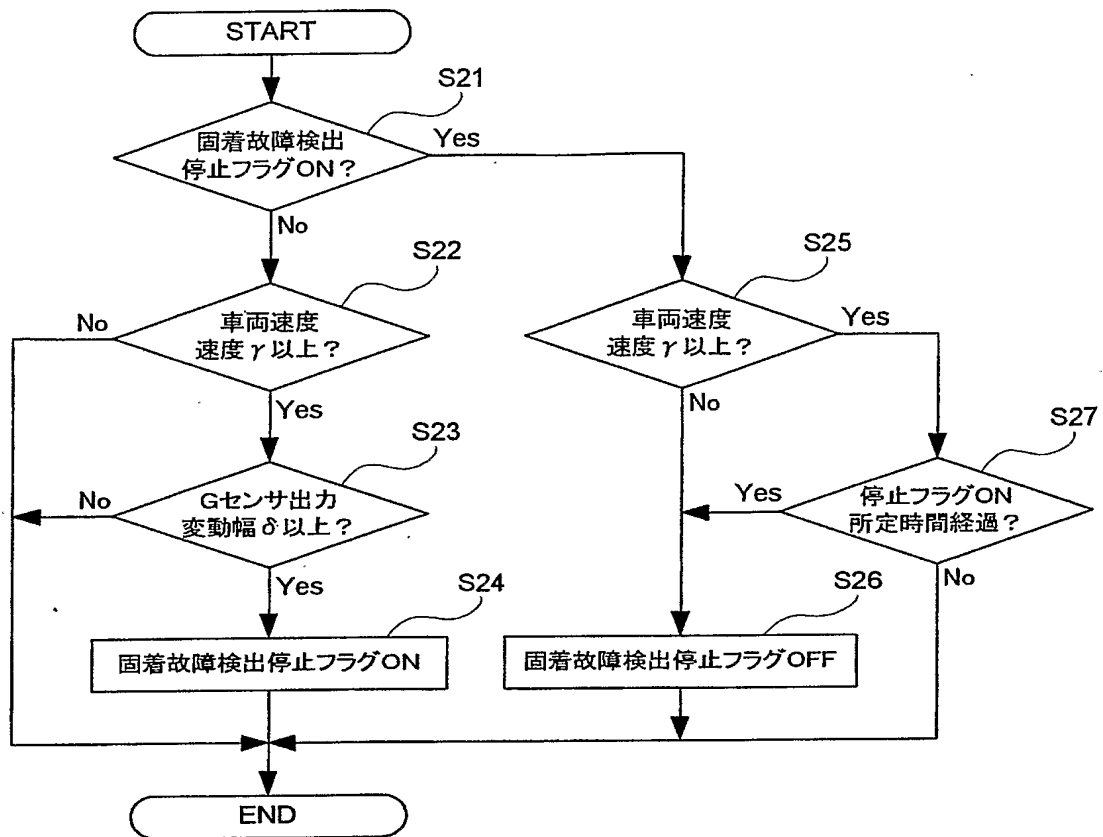 START
S21
固着故障検出
停止フラグON?
Yes
No
S22
車両速度
速度γ以上?
No
Yes
S23
Gセンサ出力
変動幅δ以上?
No
Yes
S24
固着故障検出停止フラグON
S25
車両速度
速度γ以上?
Yes
No
S27
停止フラグON
所定時間経過?
Yes
No
S26
固着故障検出停止フラグOFF
END